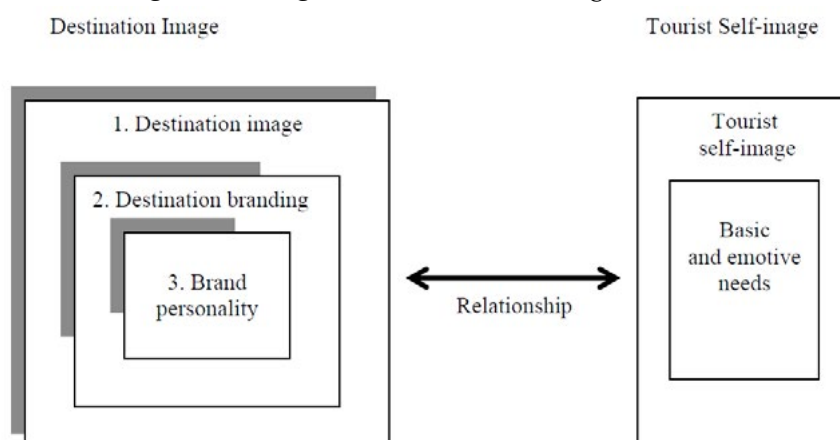 Destination Image
Tourist Self-image
1. Destination image
2. Destination branding
3. Brand
personality
Relationship
Tourist
self-image
Basic
and emotive
needs